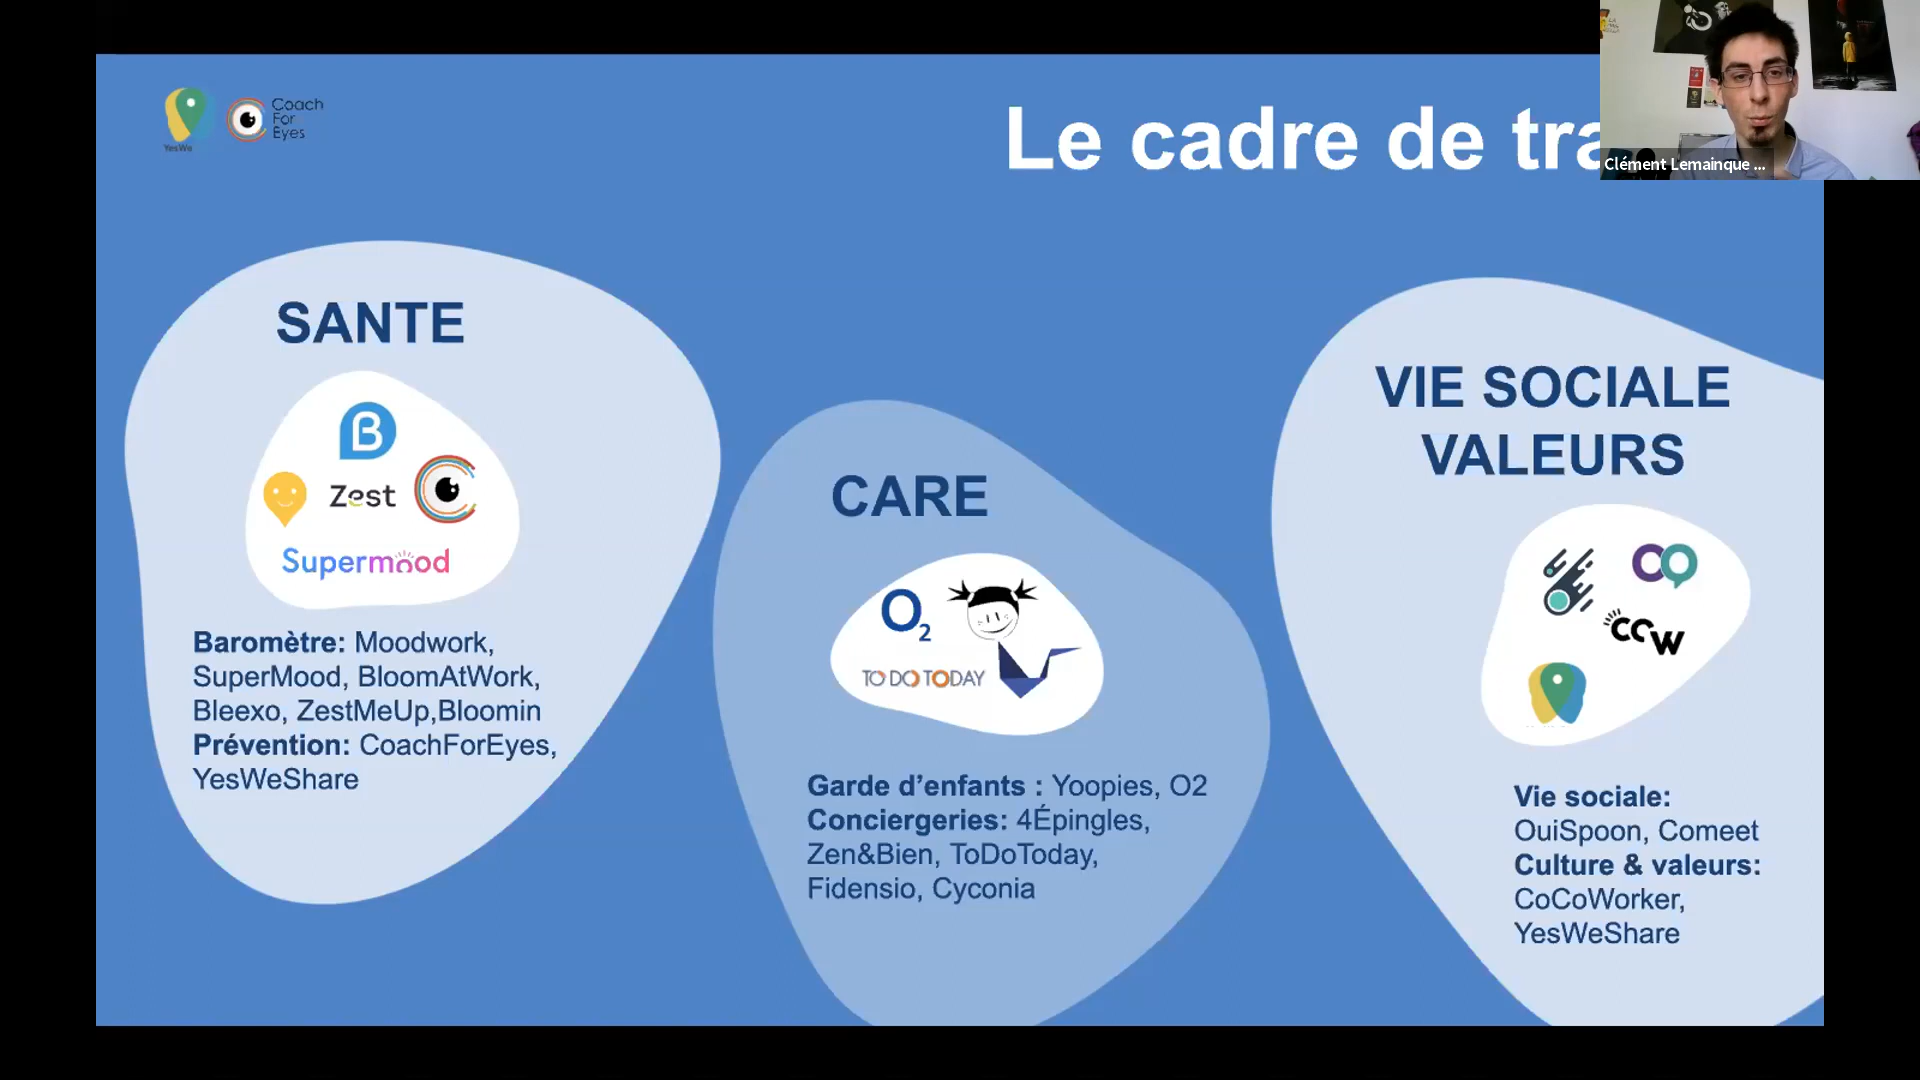 YesWe
Coach
For
Eyes
Le cadre de tra
Clément Lemainque ...
SANTE
B
Zest
Supermood
Baromètre: Moodwork,
SuperMood, BloomAtWork,
Bleexo, ZestMeUp,Bloomin
Prévention: CoachForEyes,
YesWeShare
CARE
O2
TO DO TODAY
Garde d’enfants : Yoopies, O2
Conciergeries: 4Épingles,
Zen&Bien, ToDoToday,
Fidensio, Cyconia
VIE SOCIALE
VALEURS
CO
CCW
Vie sociale:
OuiSpoon, Comeet
Culture & valeurs:
CoCoWorker,
YesWeShare